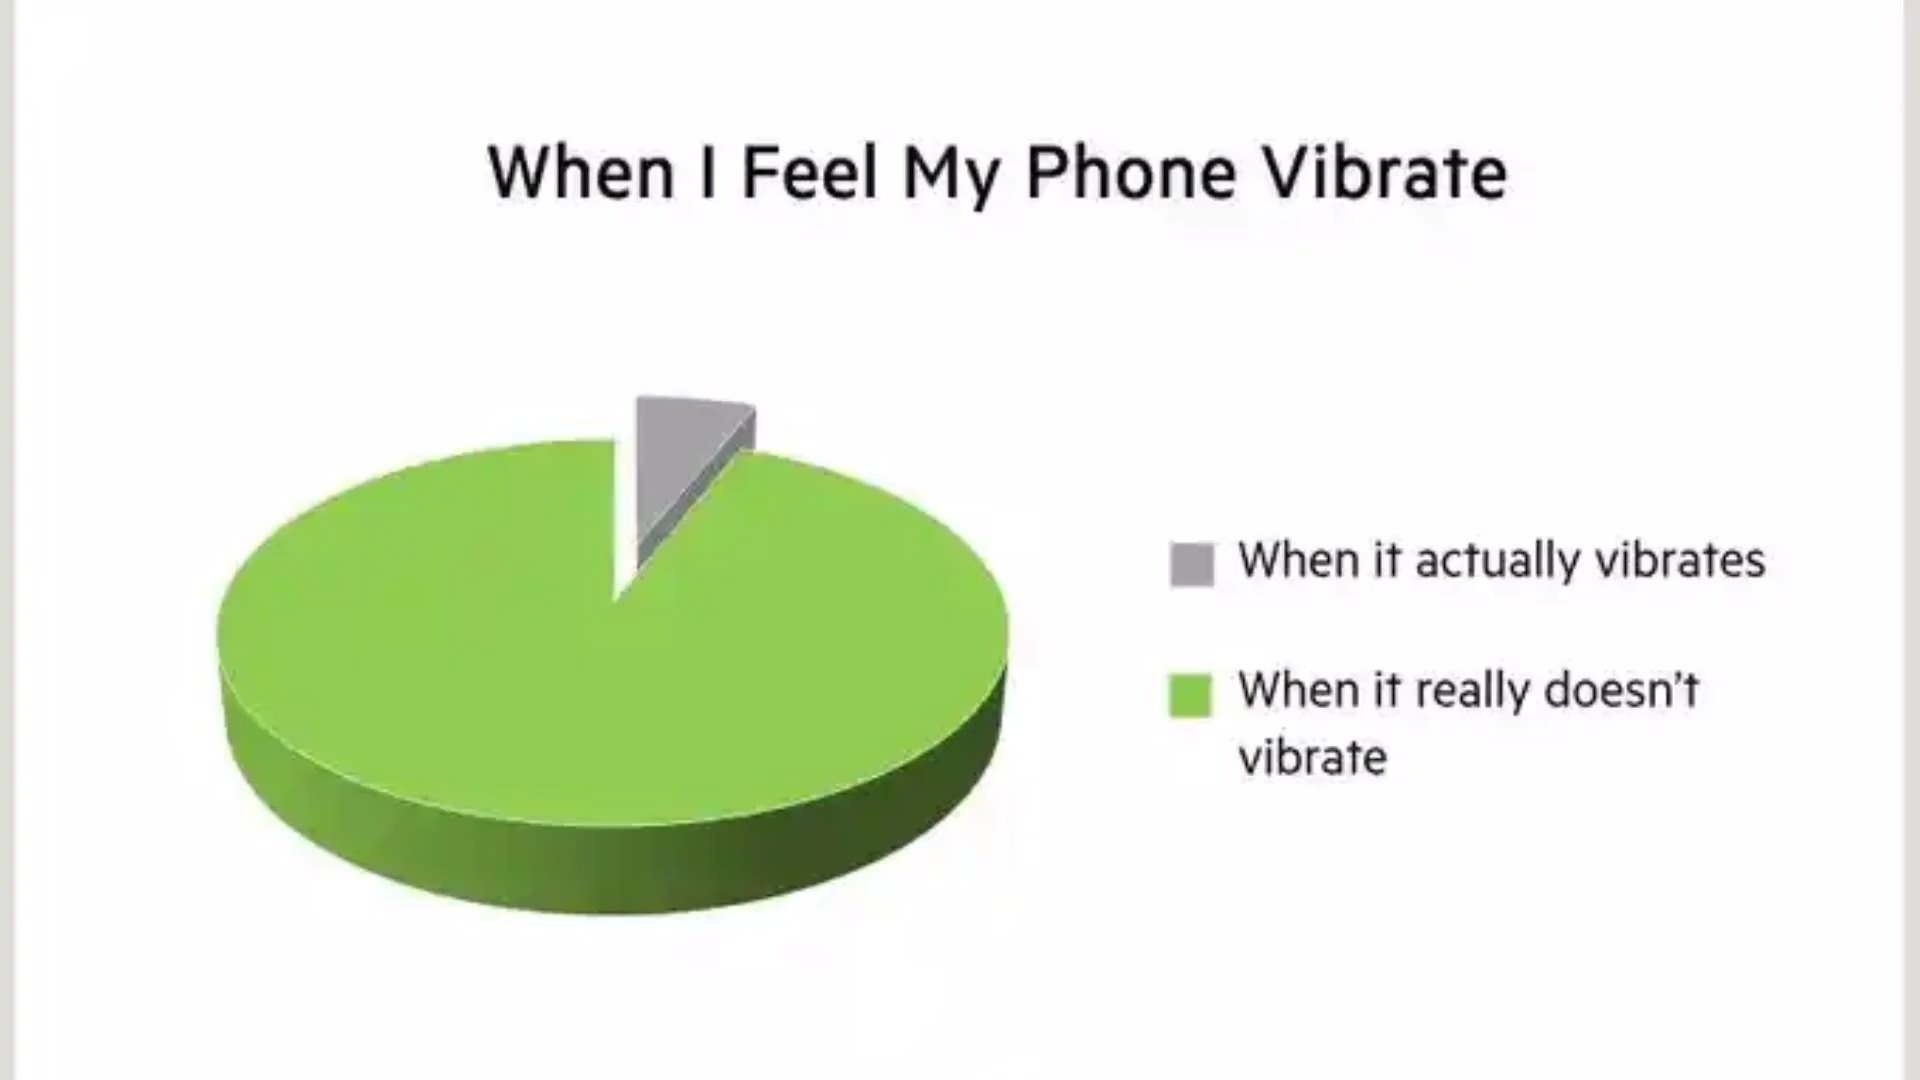 When I Feel My Phone Vibrate
When it actually vibrates
When it really doesn't
vibrate